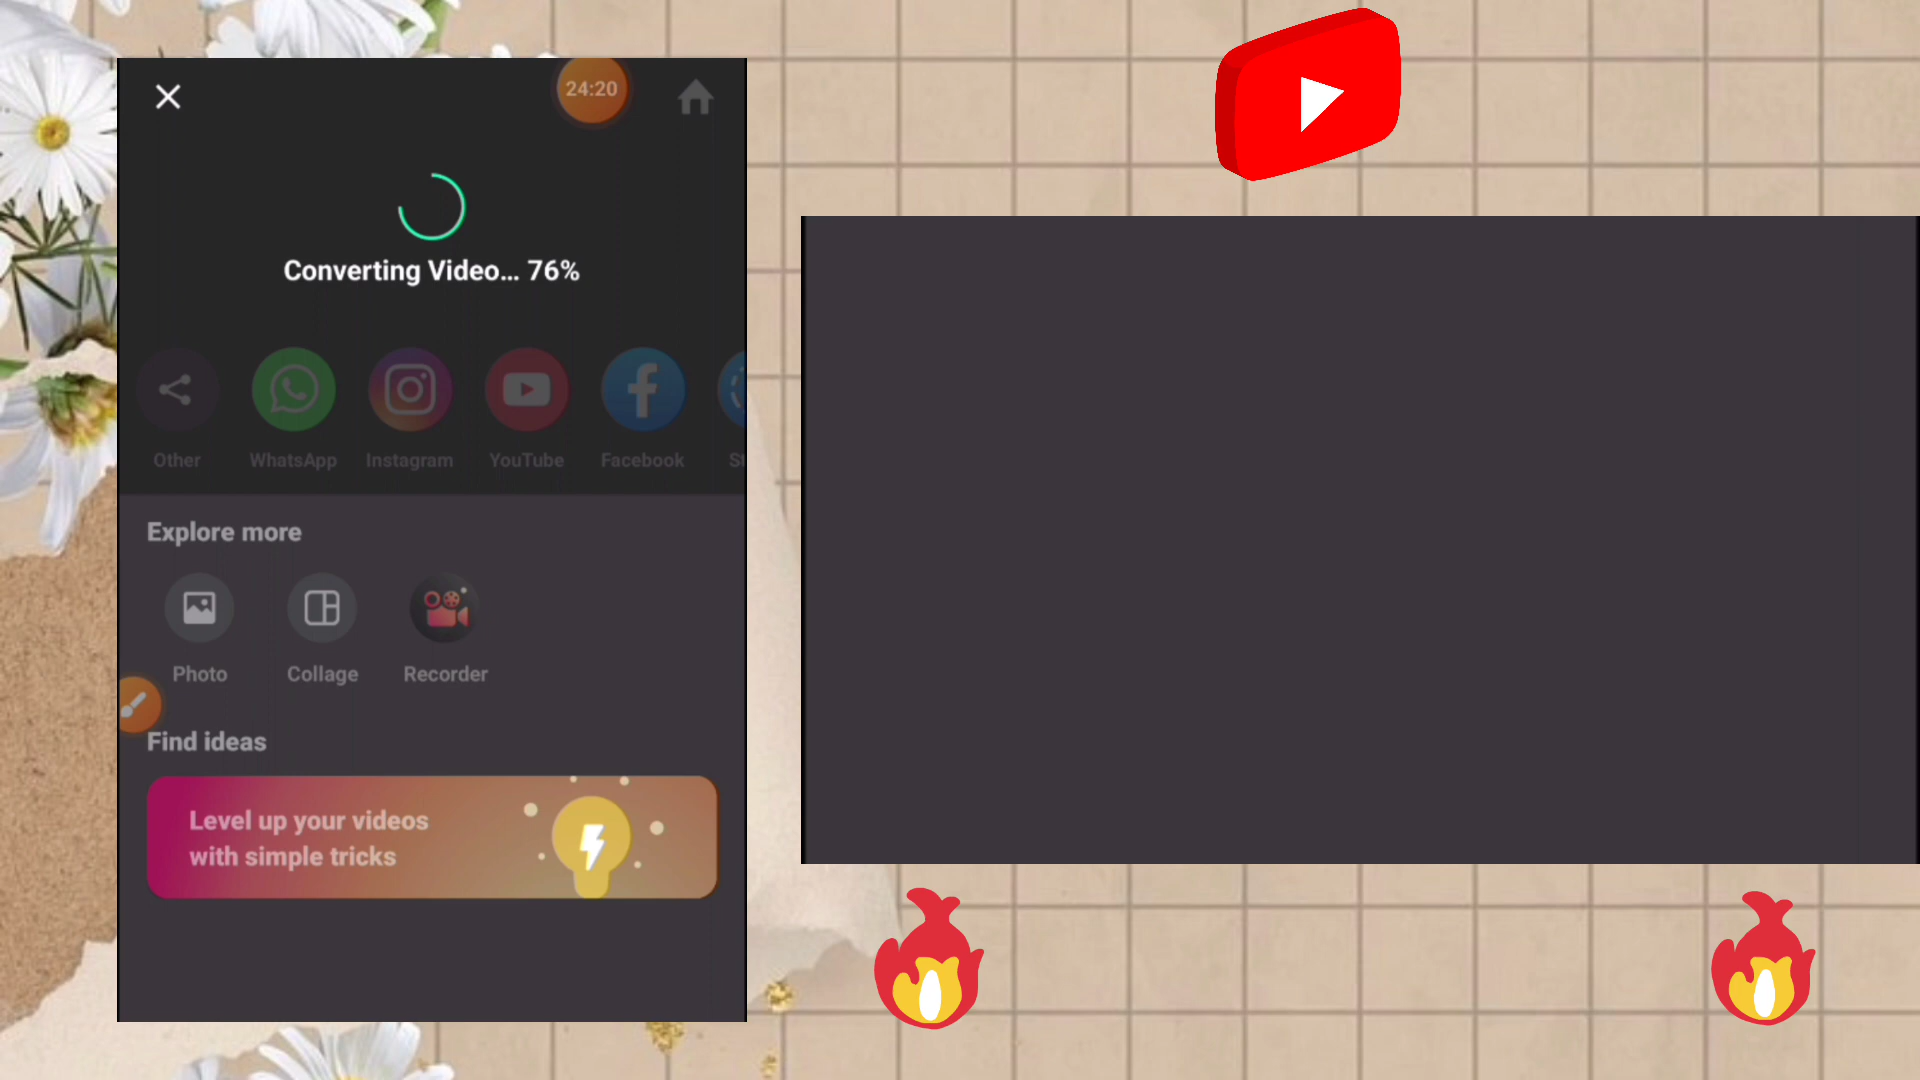 24:20
Converting Video... 76%
Other
WhatsApp
Instagram
YouTube
Facebook
Explore more
Photo
Collage
Recorder
Find ideas
Level up your videos
with simple tricks